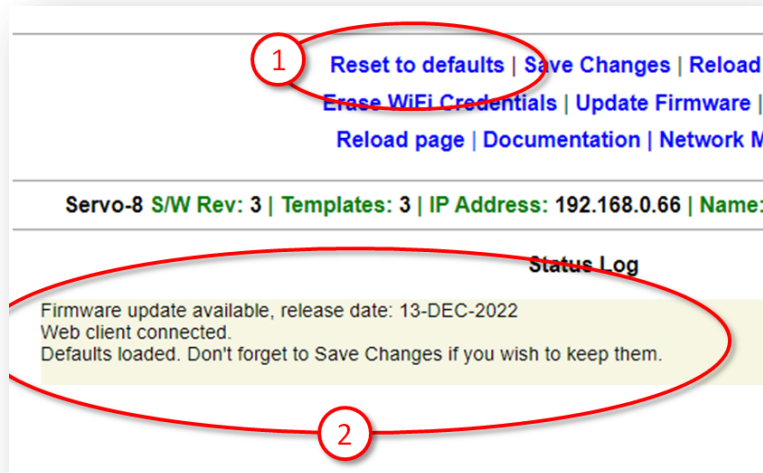 1
Reset to defaults | Save Changes | Reload
Erase WiFi Credentials | Update Firmware |
Reload page | Documentation | Network M
Servo-8 S/W Rev: 3 | Templates: 3 | IP Address: 192.168.0.66 | Name:
Status Log
Firmware update available, release date: 13-DEC-2022
Web client connected.
Defaults loaded. Don't forget to Save Changes if you wish to keep them.
2